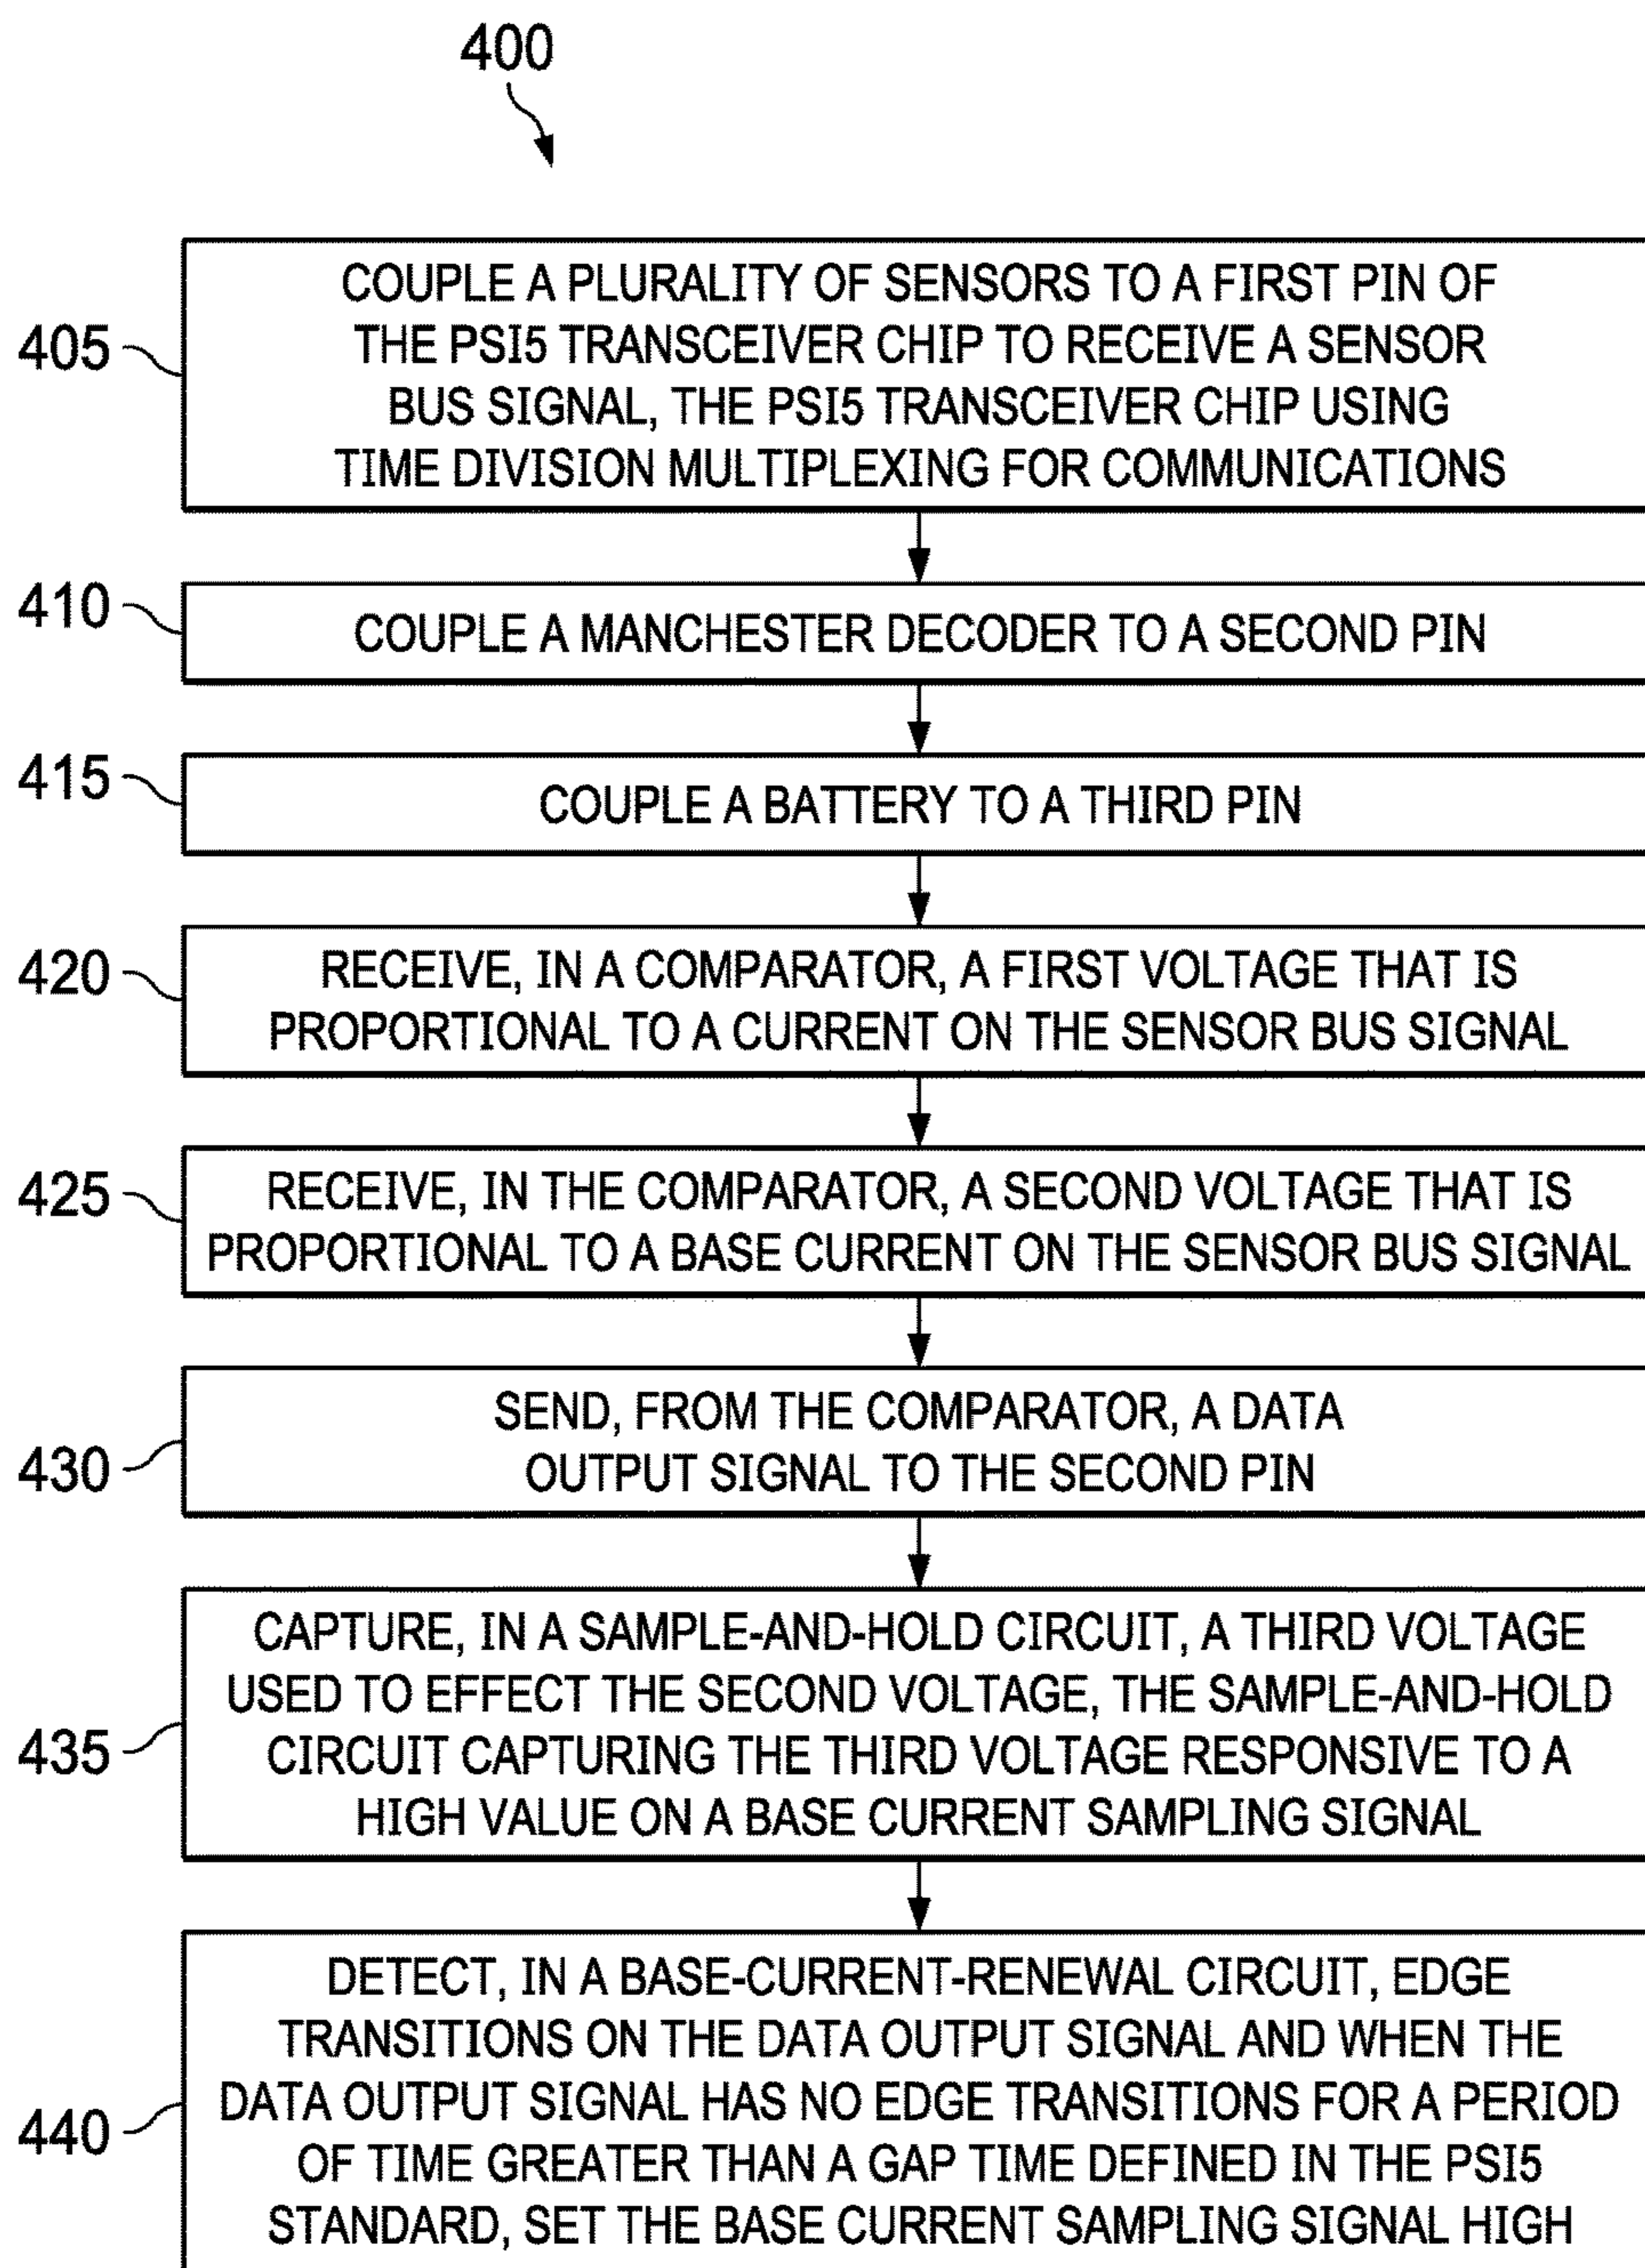 400
405
COUPLE A PLURALITY OF SENSORS TO A FIRST PIN OF
THE PSI5 TRANSCEIVER CHIP TO RECEIVE A SENSOR
BUS SIGNAL, THE PSI5 TRANSCEIVER CHIP USING
TIME DIVISION MULTIPLEXING FOR COMMUNICATIONS
410
COUPLE A MANCHESTER DECODER TO A SECOND PIN
415
COUPLE A BATTERY TO A THIRD PIN
420
RECEIVE, IN A COMPARATOR, A FIRST VOLTAGE THAT IS
PROPORTIONAL TO A CURRENT ON THE SENSOR BUS SIGNAL
425
RECEIVE, IN THE COMPARATOR, A SECOND VOLTAGE THAT IS
PROPORTIONAL TO A BASE CURRENT ON THE SENSOR BUS SIGNAL
430
SEND, FROM THE COMPARATOR, A DATA
OUTPUT SIGNAL TO THE SECOND PIN
435
CAPTURE, IN A SAMPLE-AND-HOLD CIRCUIT, A THIRD VOLTAGE
USED TO EFFECT THE SECOND VOLTAGE, THE SAMPLE-AND-HOLD
CIRCUIT CAPTURING THE THIRD VOLTAGE RESPONSIVE TO A
HIGH VALUE ON A BASE CURRENT SAMPLING SIGNAL
440
DETECT, IN A BASE-CURRENT-RENEWAL CIRCUIT, EDGE
TRANSITIONS ON THE DATA OUTPUT SIGNAL AND WHEN THE
DATA OUTPUT SIGNAL HAS NO EDGE TRANSITIONS FOR A PERIOD
OF TIME GREATER THAN A GAP TIME DEFINED IN THE PSI5
STANDARD, SET THE BASE CURRENT SAMPLING SIGNAL HIGH